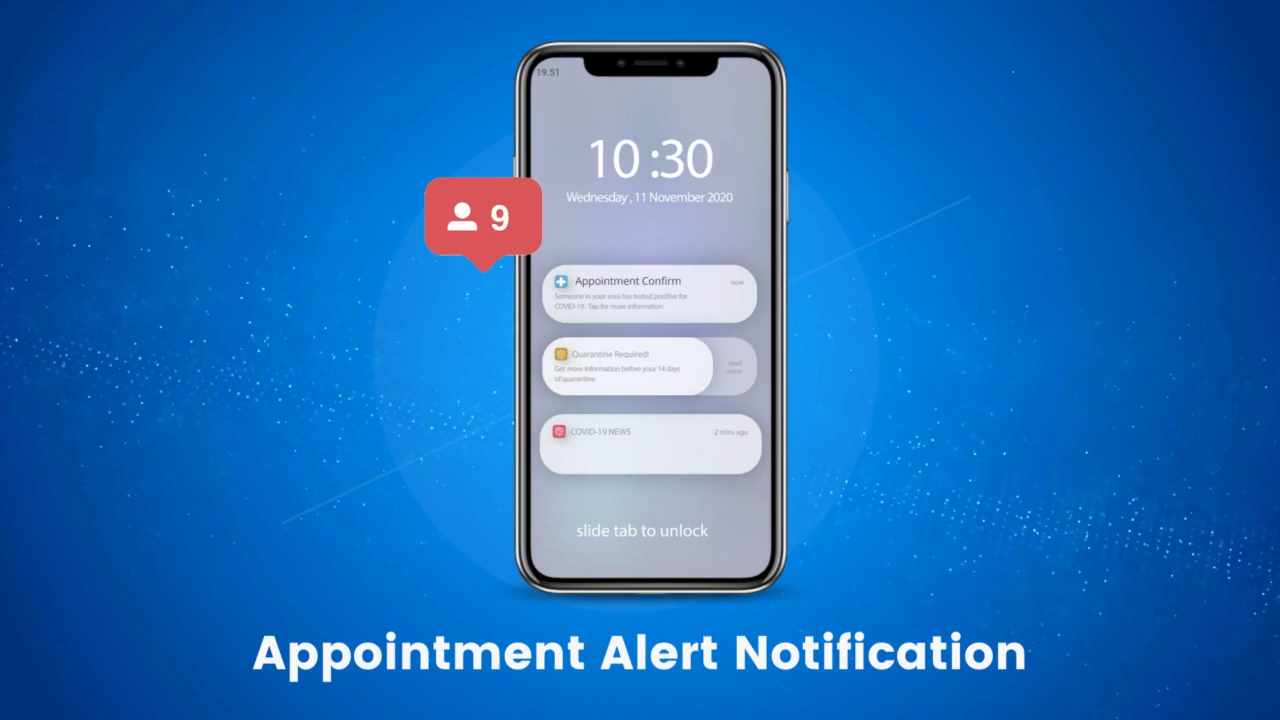 19.51
10 :30
Wednesday , 11 November 2020
9
Appointment Confirm
now
Someone in your area has tested positive for
COVID-19. Tap for more information
Quarantine Required!
Get more information before your 14 days
of quarantine
read
more
COVID-19 NEWS
2 mins ago
slide tab to unlock
Appointment Alert Notification